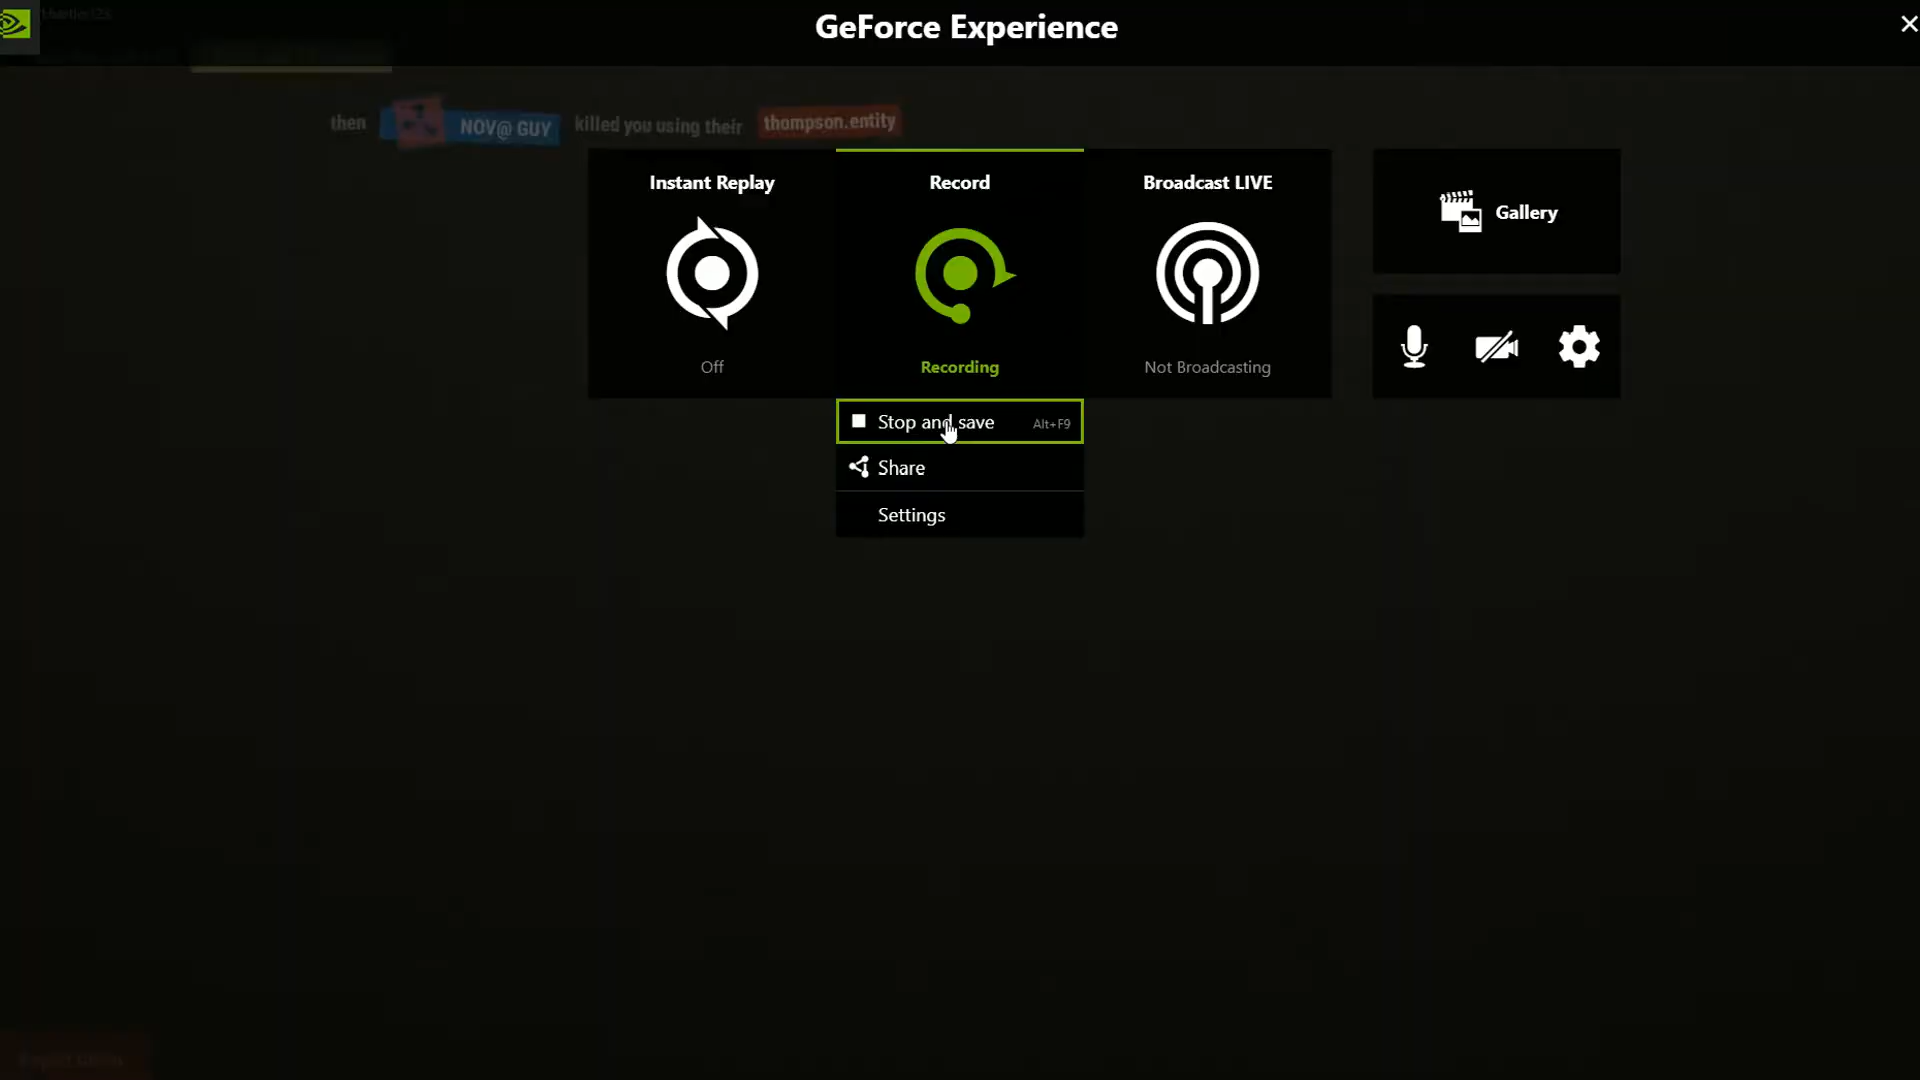 GeForce Experience
then NOV@ GUY killed you using their thompson.entity
Instant Replay
Off
Record
Recording
Broadcast LIVE
Not Broadcasting
Gallery
Stop and save Alt+F9
Share
Settings